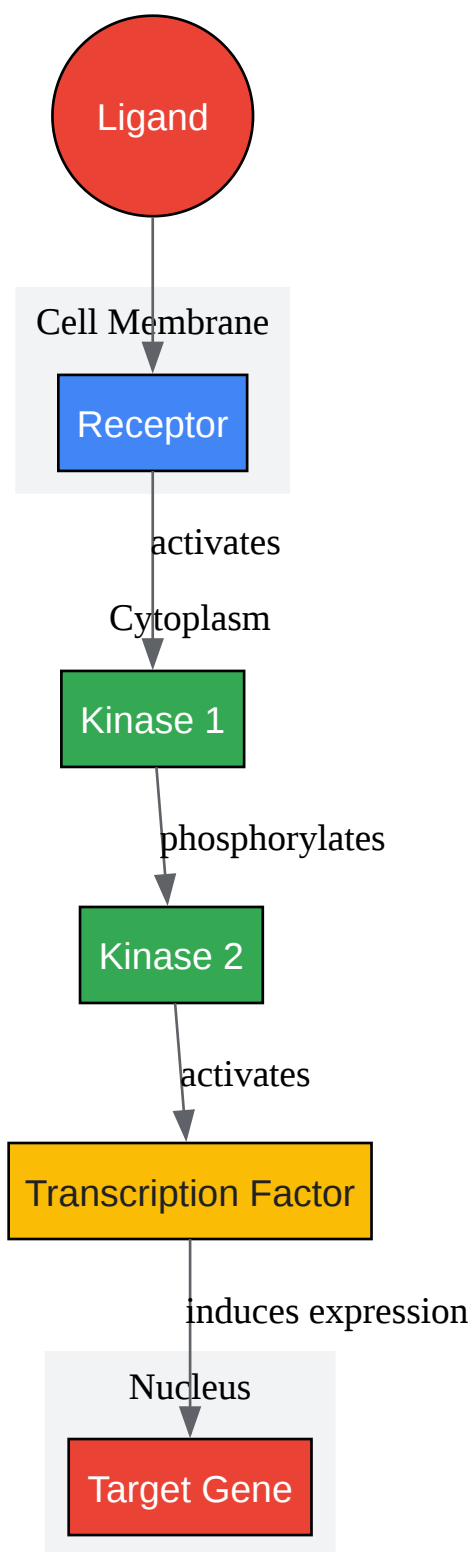 Ligand
Cell Membrane
Receptor
activates
Cytoplasm
Kinase 1
phosphorylates
Kinase 2
activates
Transcription Factor
induces expression
Nucleus
Target Gene